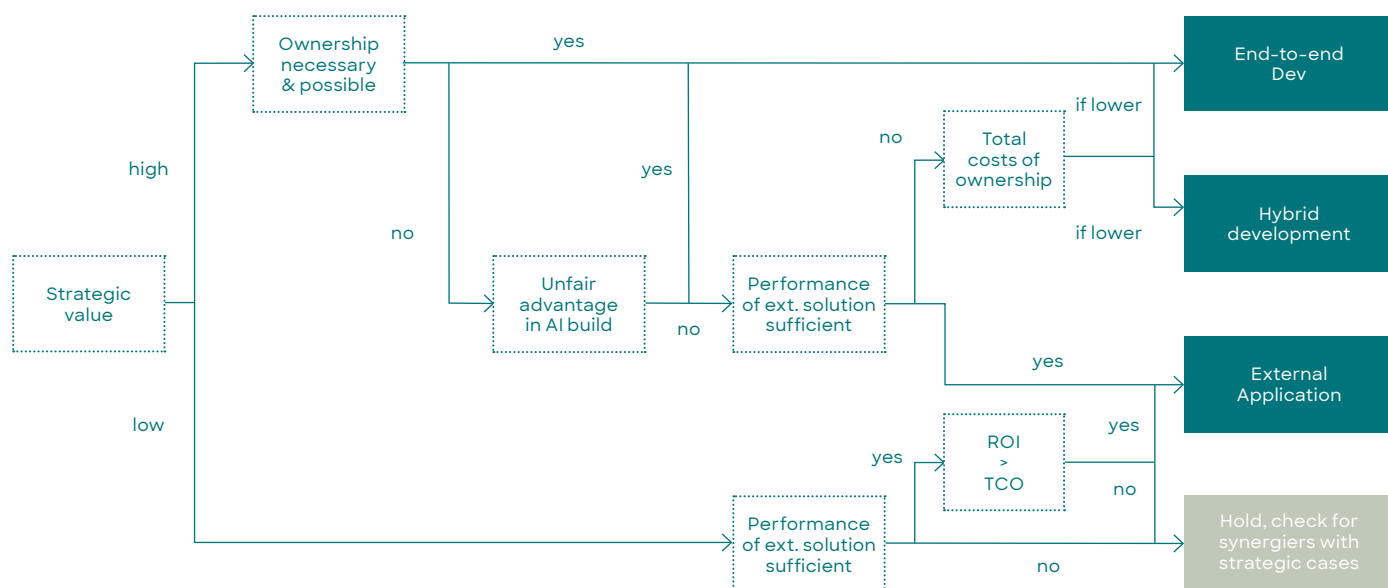 Ownership
necessary
& possible
yes
End-to-end
Dev
if lower
no
Total
costs of
ownership
high
yes
Hybrid
development
no
if lower
Strategic
value
Unfair
advantage
in AI build
no
Performance
of ext. solution
sufficient
yes
External
Application
low
yes
ROI
>
TCO
yes
no
Performance
of ext. solution
sufficient
no
Hold, check for
synergiers with
strategic cases